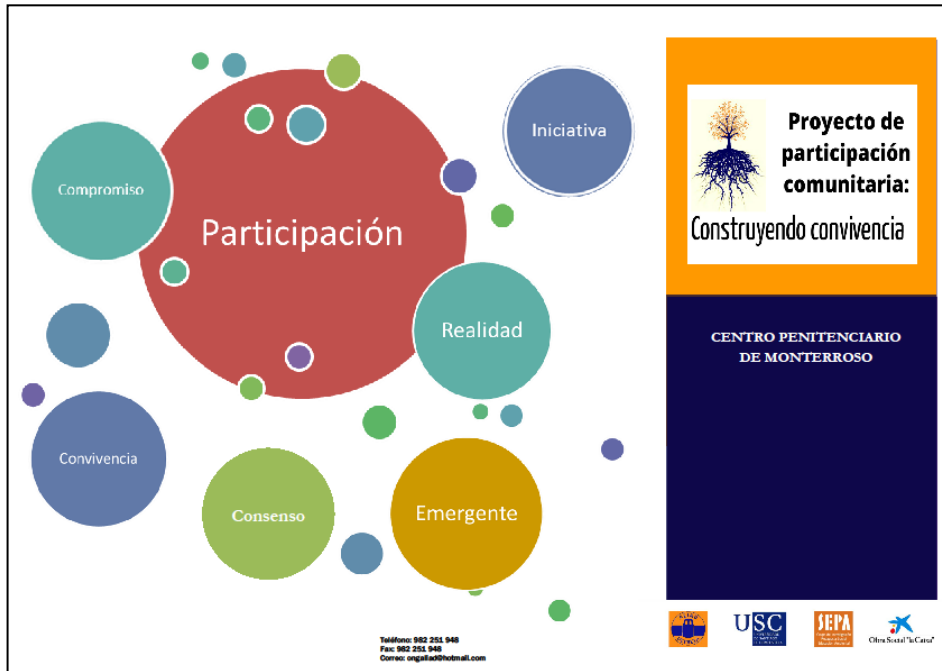 Compromiso
Participación
Iniciativa
Realidad
Convivencia
Consenso
Emergente
Teléfono: 982 251 948
Fax: 982 251 948
Correo: ongaliad@hotmail.com
Proyecto de
participación
comunitaria:
Construyendo convivencia
CENTRO PENITENCIARIO
DE MONTERROSO
USC
SEPA
Obra Social "la Caixa"